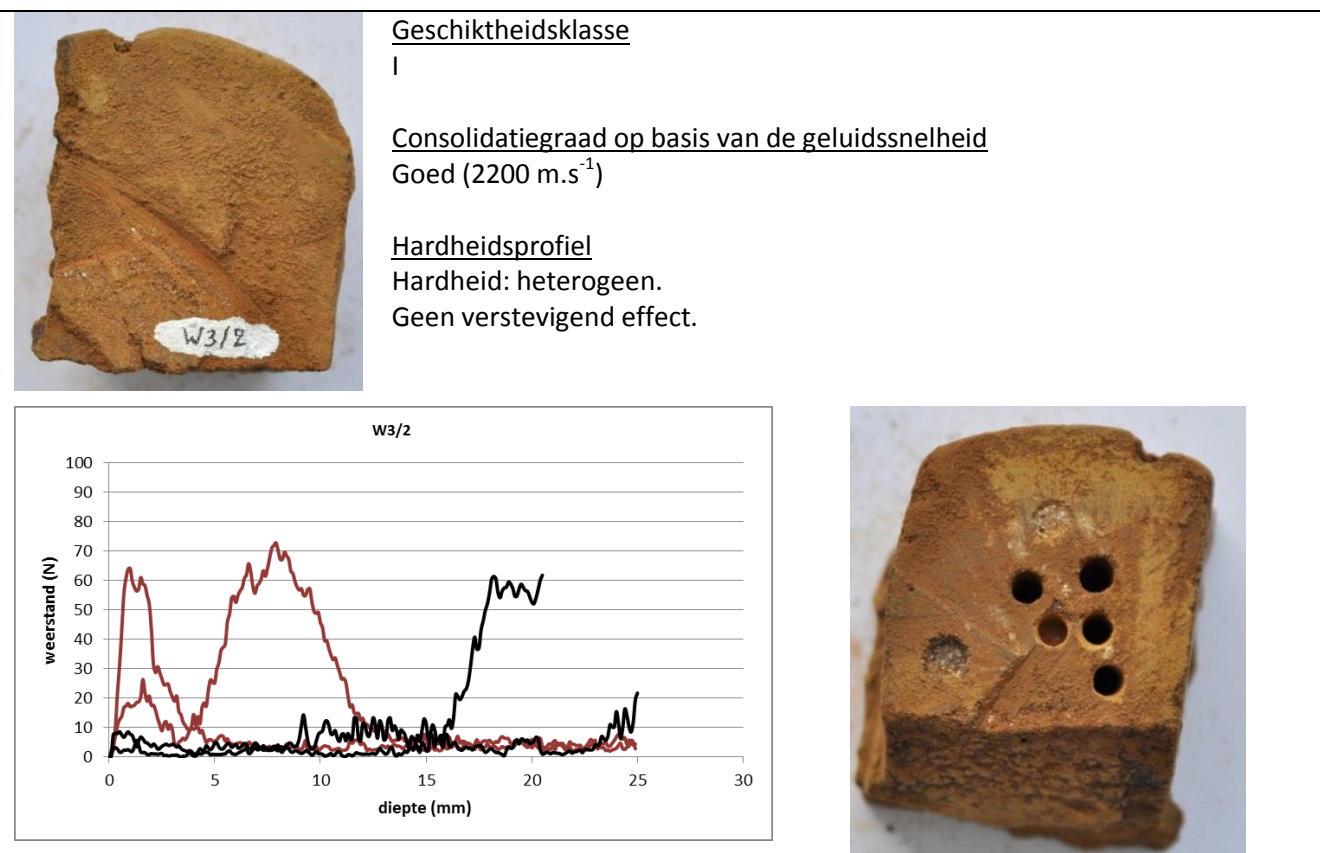 Geschiktheidsklasse
I
Consolidatiegraad op basis van de geluidssnelheid
Goed (2200 m.s⁻¹)
Hardheidsprofiel
Hardheid: heterogeen.
Geen verstevigend effect.
W3/2
W3/2
100
90
80
70
60
50
40
30
20
10
0
weerstand (N)
0 5 10 15 20 25 30
diepte (mm)